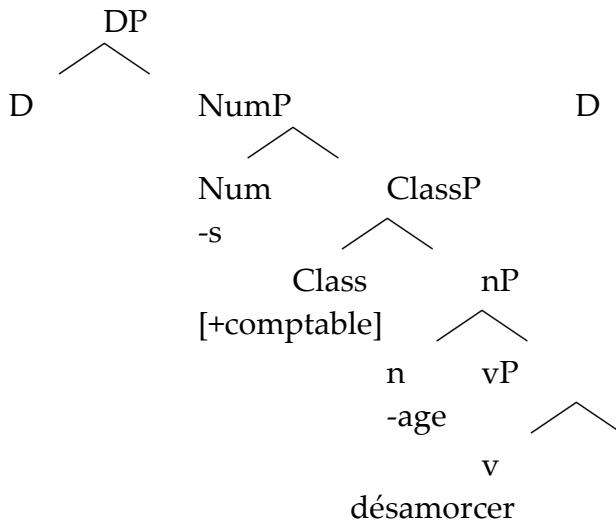 DP
D NumP D
Num ClassP
-s
Class nP
[+comptable]
n vP
-age
v
désamorcer